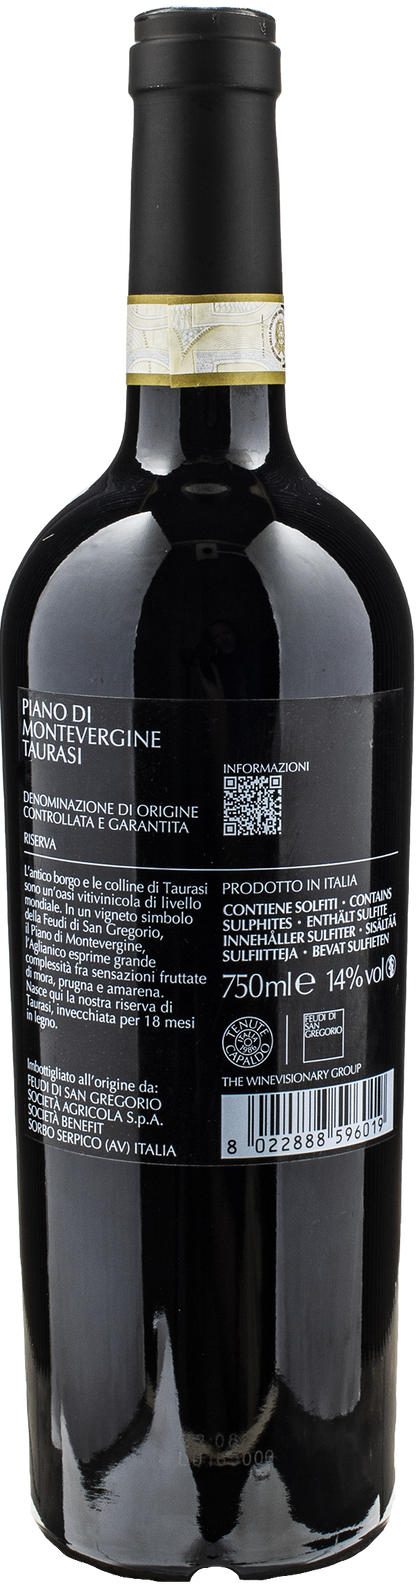 PIANO DI
MONTEVERGINE
TAURASI
DENOMINAZIONE DI ORIGINE
CONTROLLATA E GARANTITA
RISERVA
L'antico borgo e le colline di Taurasi
sono un'oasi vitivinicola di livello
mondiale. In un vigneto simbolo
della Feudi di San Gregorio,
il Piano di Montevergine,
l'Aglianico esprime grande
complessità fra sensazioni fruttate
di mora, prugna e amarena.
Nasce qui la nostra riserva di
Taurasi, invecchiata per 18 mesi
in legno.
Imbottigliato all'origine da:
FEUDI DI SAN GREGORIO
SOCIETÀ AGRICOLA S.p.A.
SOCIETÀ BENEFIT
SORBO SERPICO (AV) ITALIA
INFORMAZIONI
PRODOTTO IN ITALIA
CONTIENE SOLFITI • CONTAINS
SULPHITES • ENTHÄLT SULFITE
INNEHÅLLER SULFITER • SISÄLTÄÄ
SULFIITTEJA • BEVAT SULFIETEN
750ml e 14% vol
TENUTE
CAPALDO
1986
FEUDI DI
SAN
GREGORIO
THE WINEVISIONARY GROUP
8 022888 596019